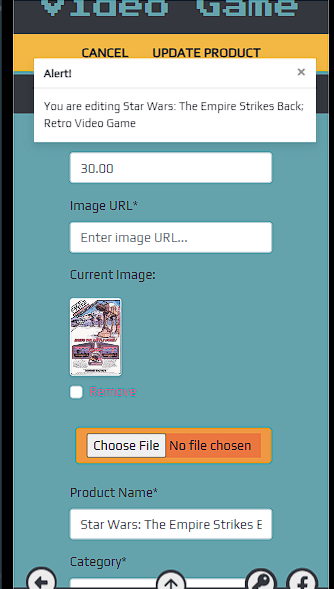 Video Game
CANCEL UPDATE PRODUCT
Alert! ×
You are editing Star Wars: The Empire Strikes Back;
Retro Video Game
30.00
Image URL*
Enter image URL...
Current Image:
Remove
Choose File No file chosen
Product Name*
Star Wars: The Empire Strikes E
Category*